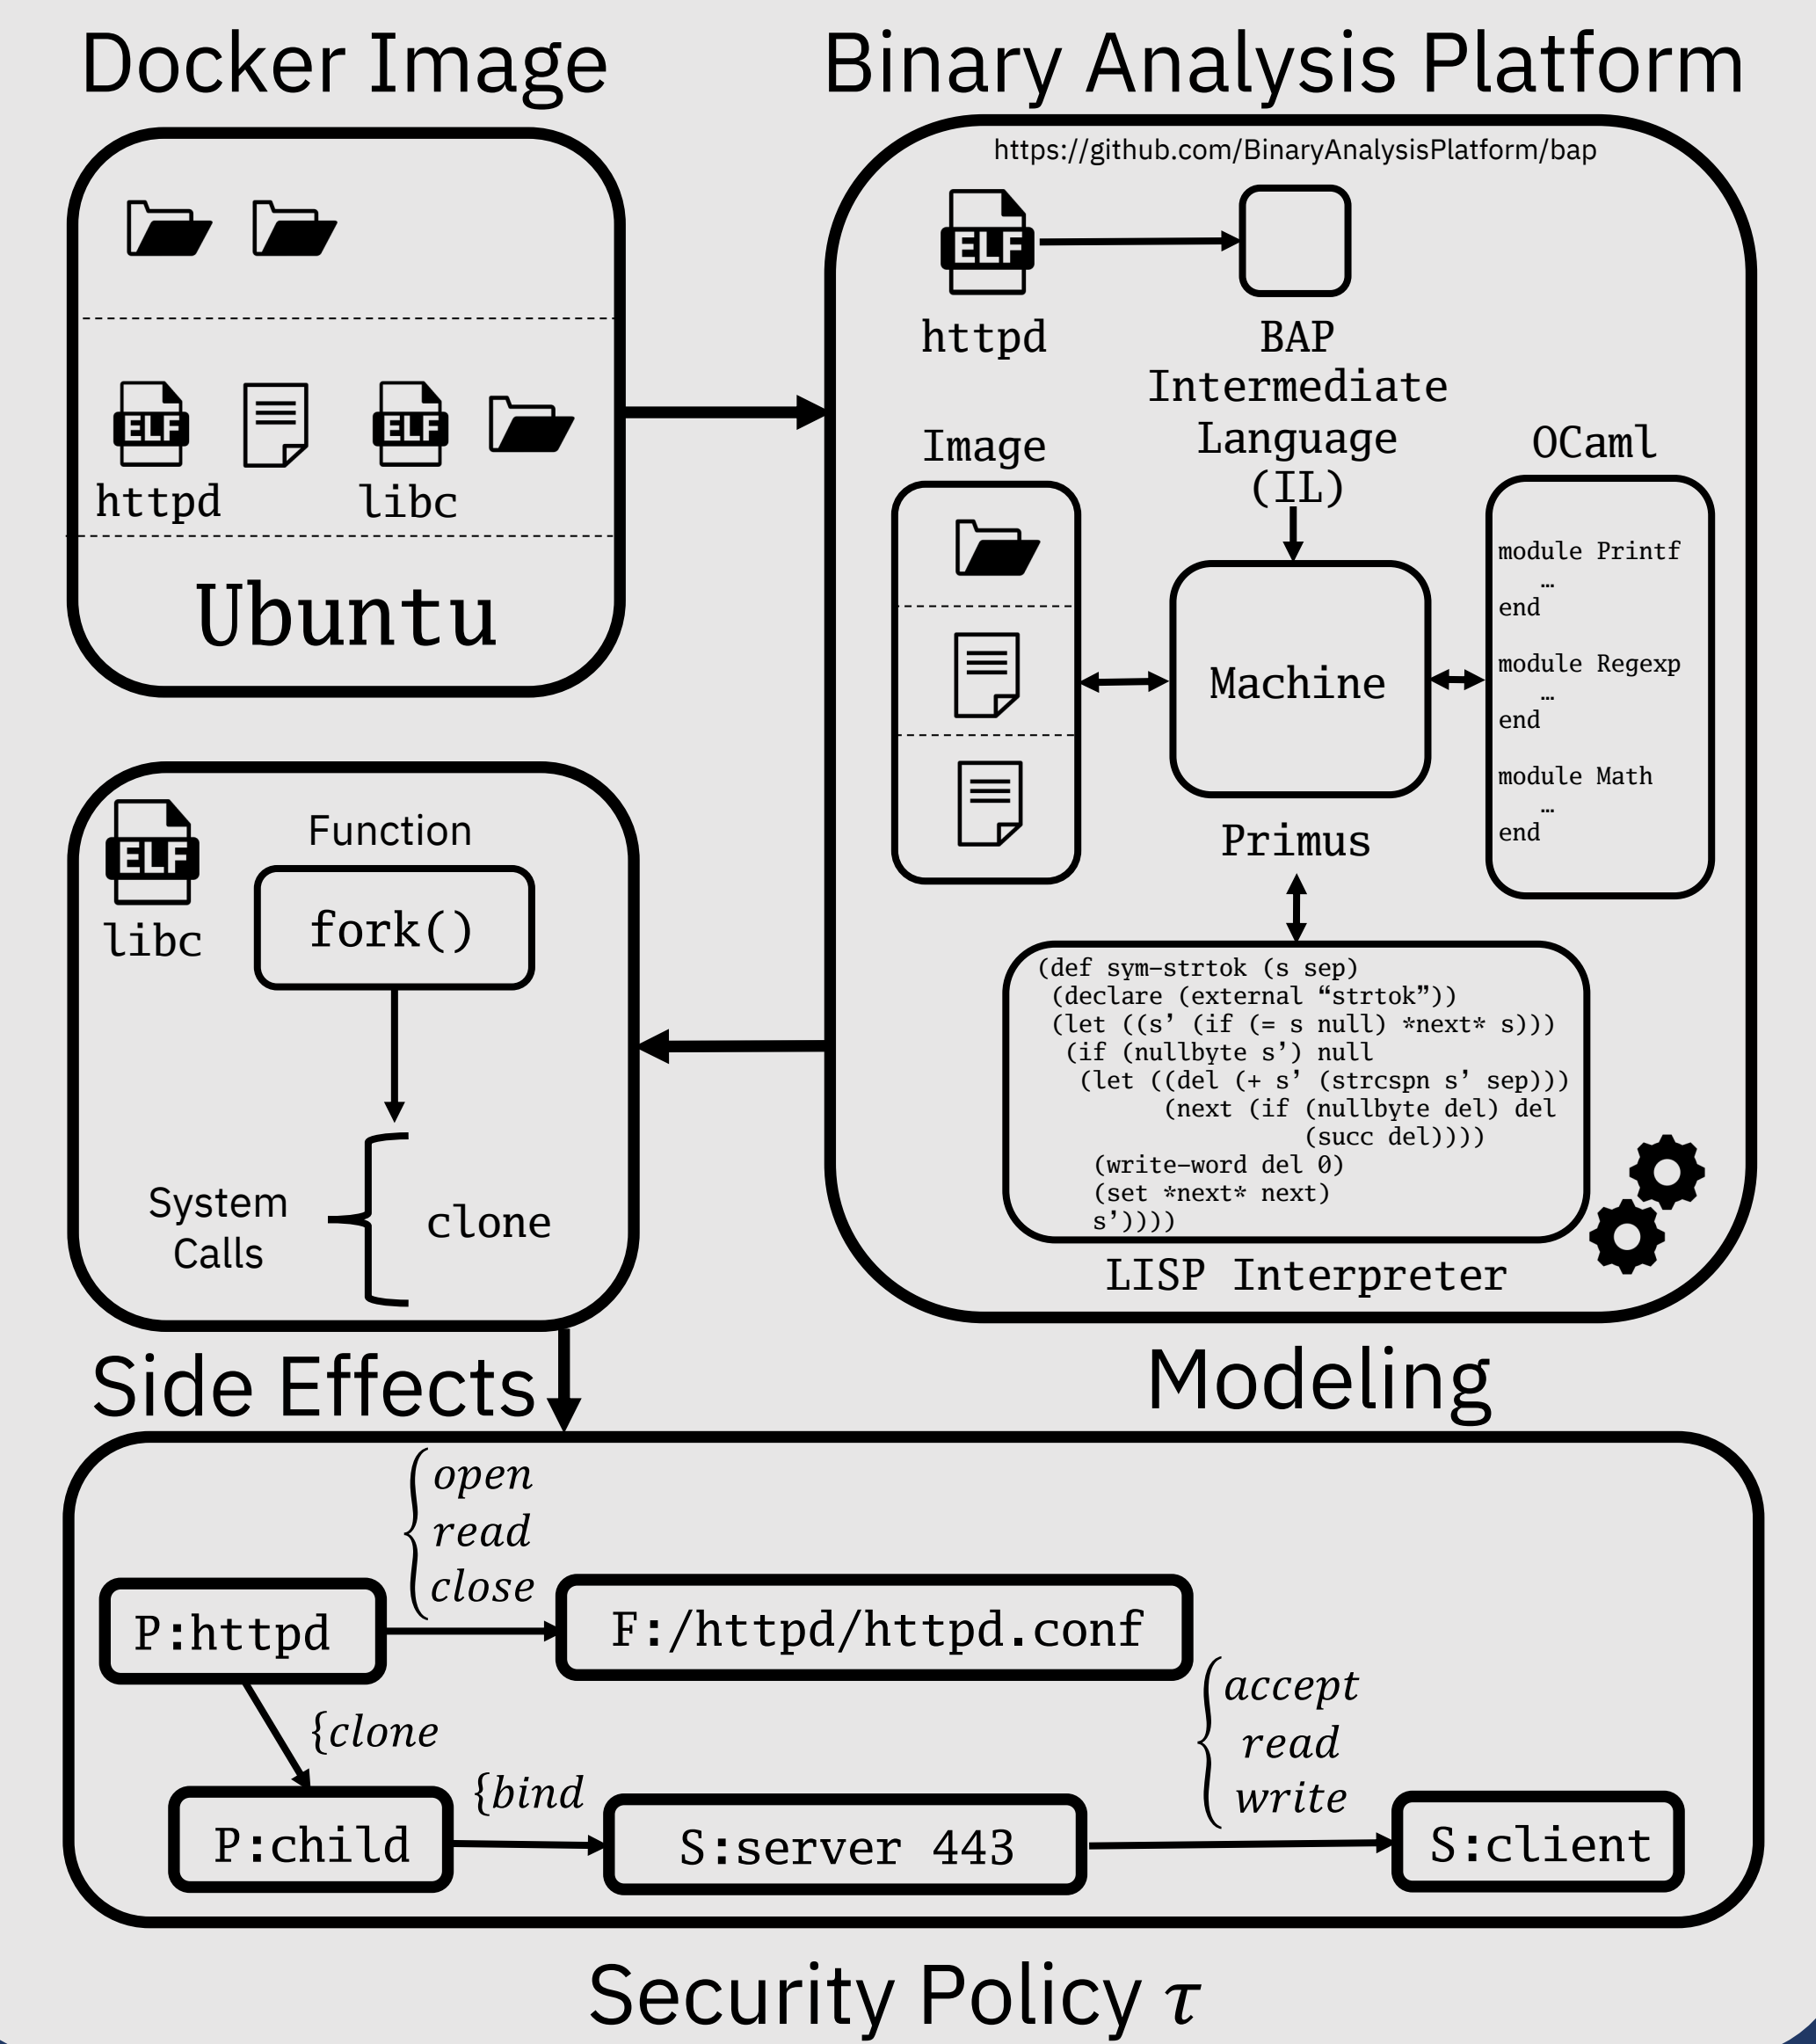 Docker Image
httpd
libc
Ubuntu
Binary Analysis Platform
https://github.com/BinaryAnalysisPlatform/bap
ELF
httpd
BAP
Intermediate
Language
(IL)
Image
OCaml
ELF
ELF
Machine
Primus
module Printf
…
end
module Regexp
…
end
module Math
…
end
(def sym-strtok (s sep)
(declare (external “strtok”))
(let ((s’ (if (= s null) *next* s)))
(if (nullbyte s’) null
(let ((del (+ s’ (strcspn s’ sep)))
(next (if (nullbyte del) del
(succ del))))
(write-word del 0)
(set *next* next)
s’))))
LISP Interpreter
Modeling
ELF
libc
Function
fork()
System
Calls
clone
Side Effects
open
read
close
P:httpd
F:/httpd/httpd.conf
{clone
P:child
{bind
S:server 443
accept
read
write
S:client
Security Policy τ